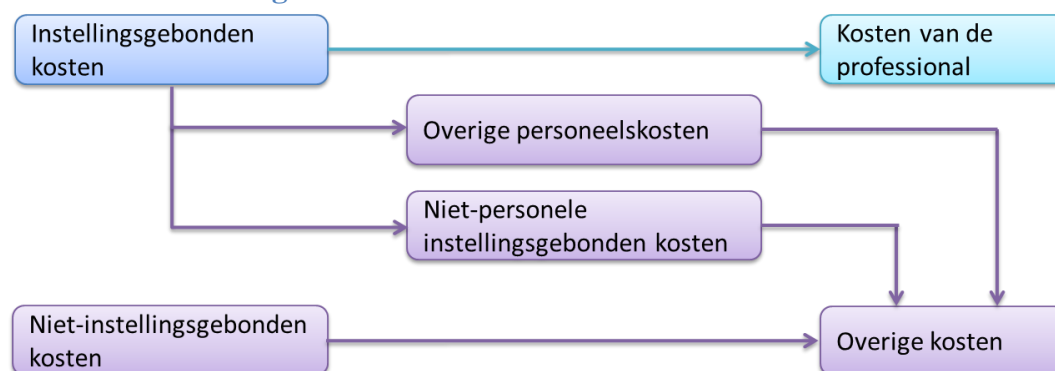 Instellingsgebonden
kosten
Kosten van de
professional
Overige personeelskosten
Niet-personele
instellingsgebonden kosten
Niet-instellingsgebonden
kosten
Overige kosten